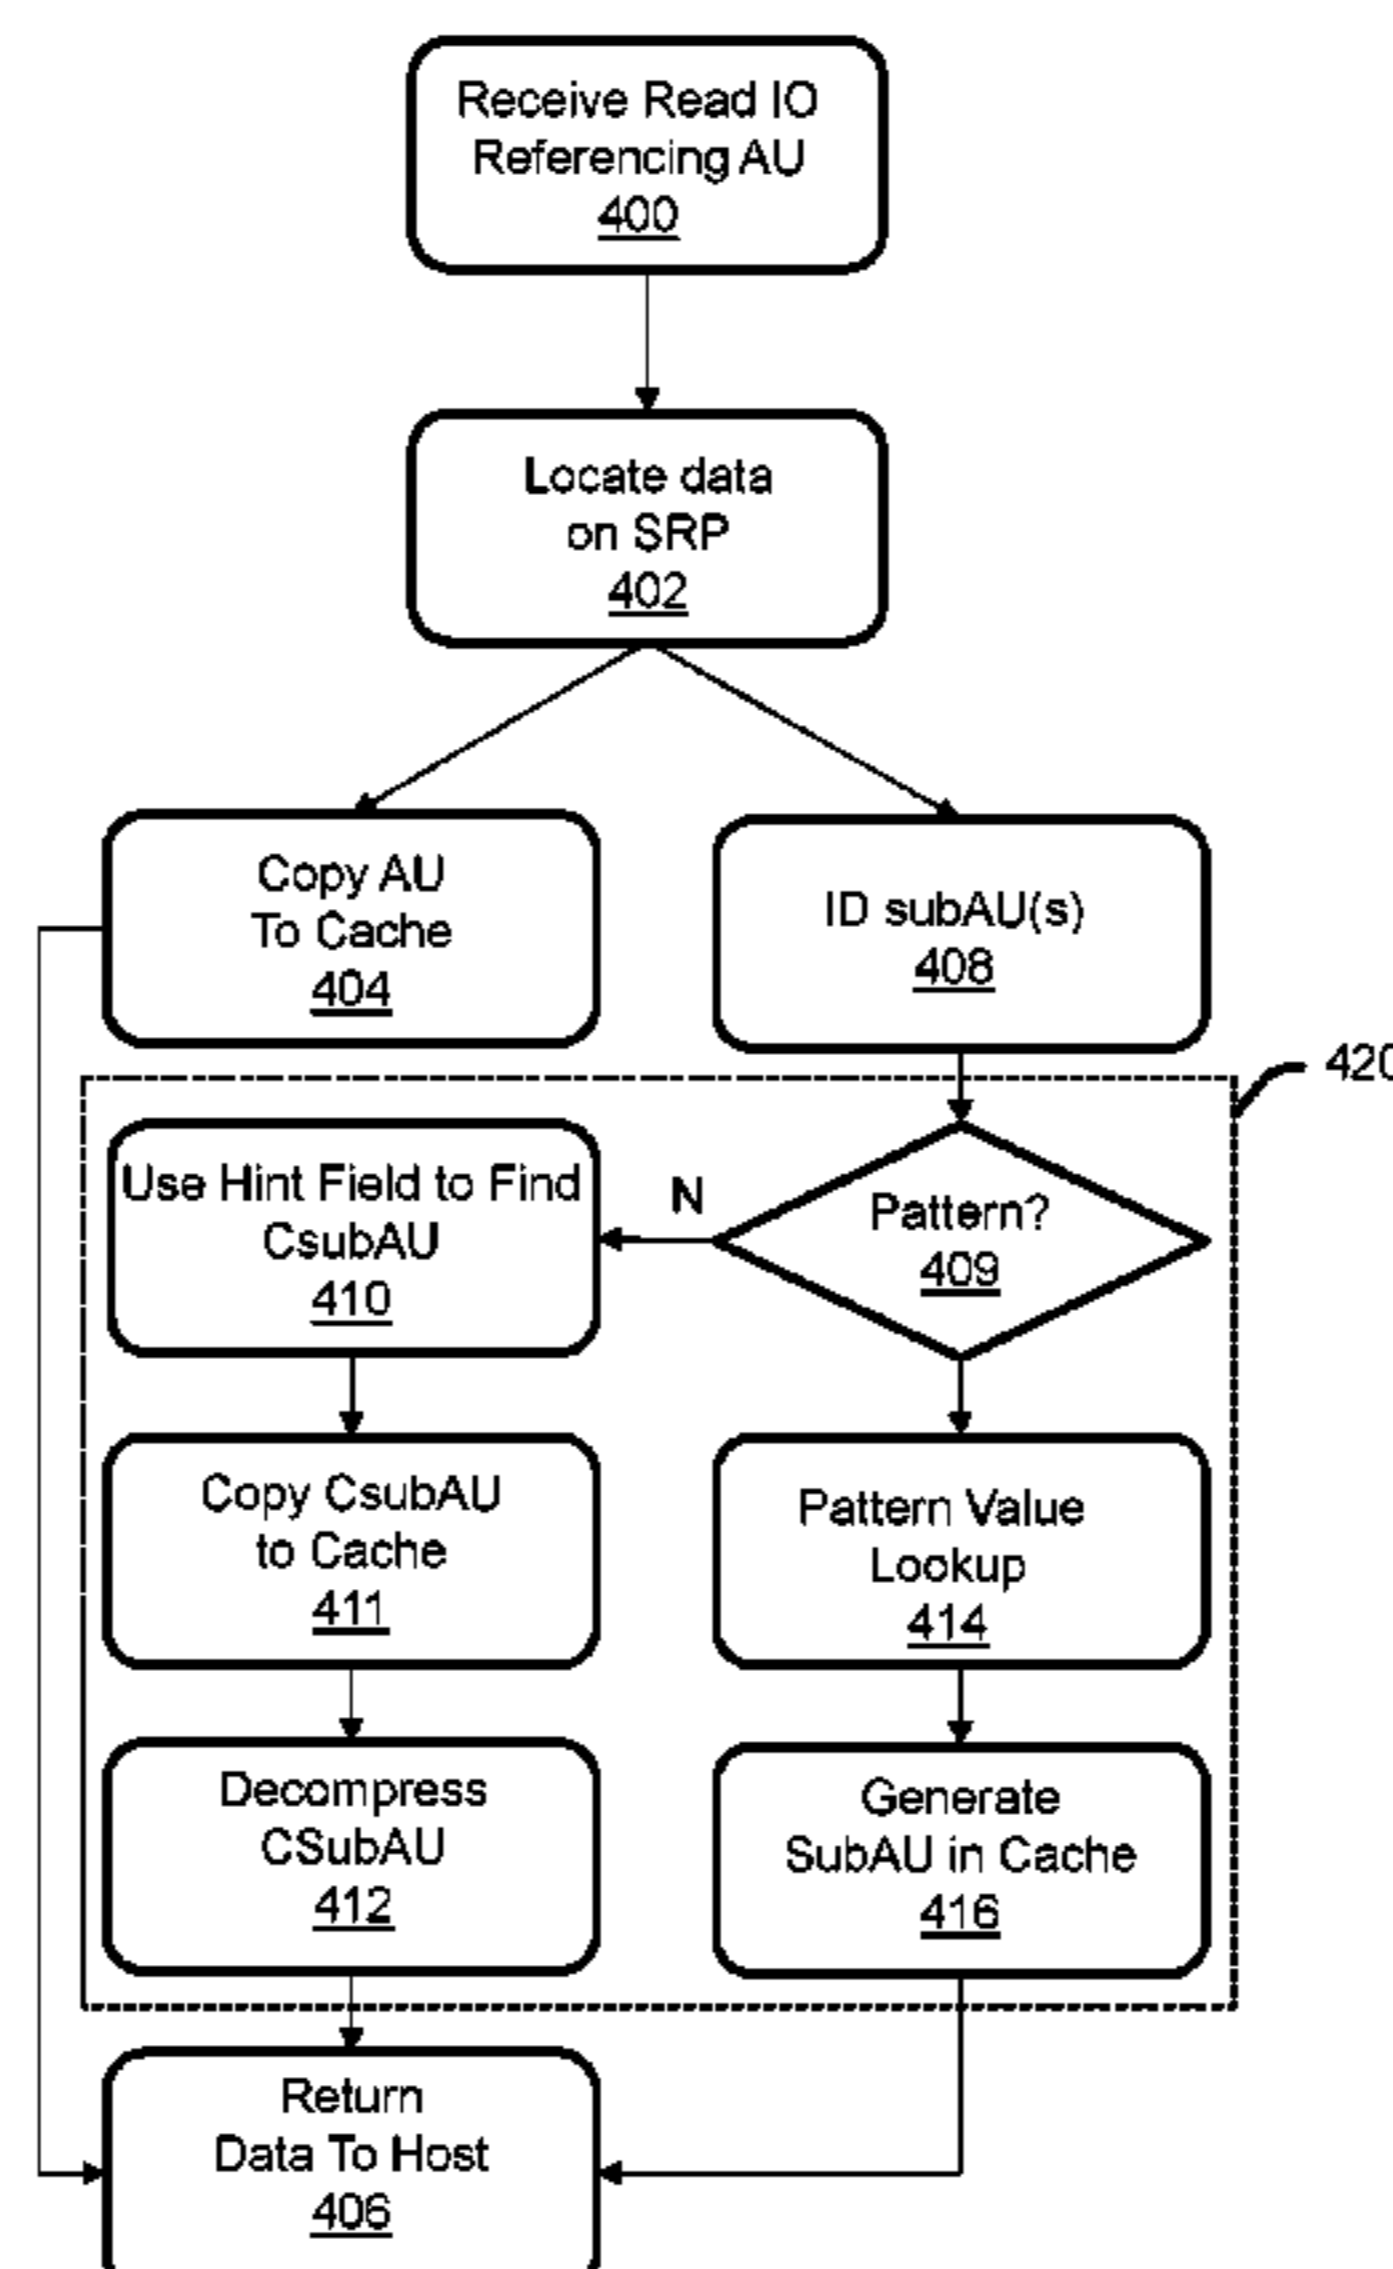 Receive Read IO
Referencing AU
400
Locate data
on SRP
402
Copy AU
To Cache
404
ID subAU(s)
408
420
Use Hint Field to Find
CsubAU
410
N
Pattern?
409
Copy CsubAU
to Cache
411
Pattern Value
Lookup
414
Decompress
CSubAU
412
Generate
SubAU in Cache
416
Return
Data To Host
406